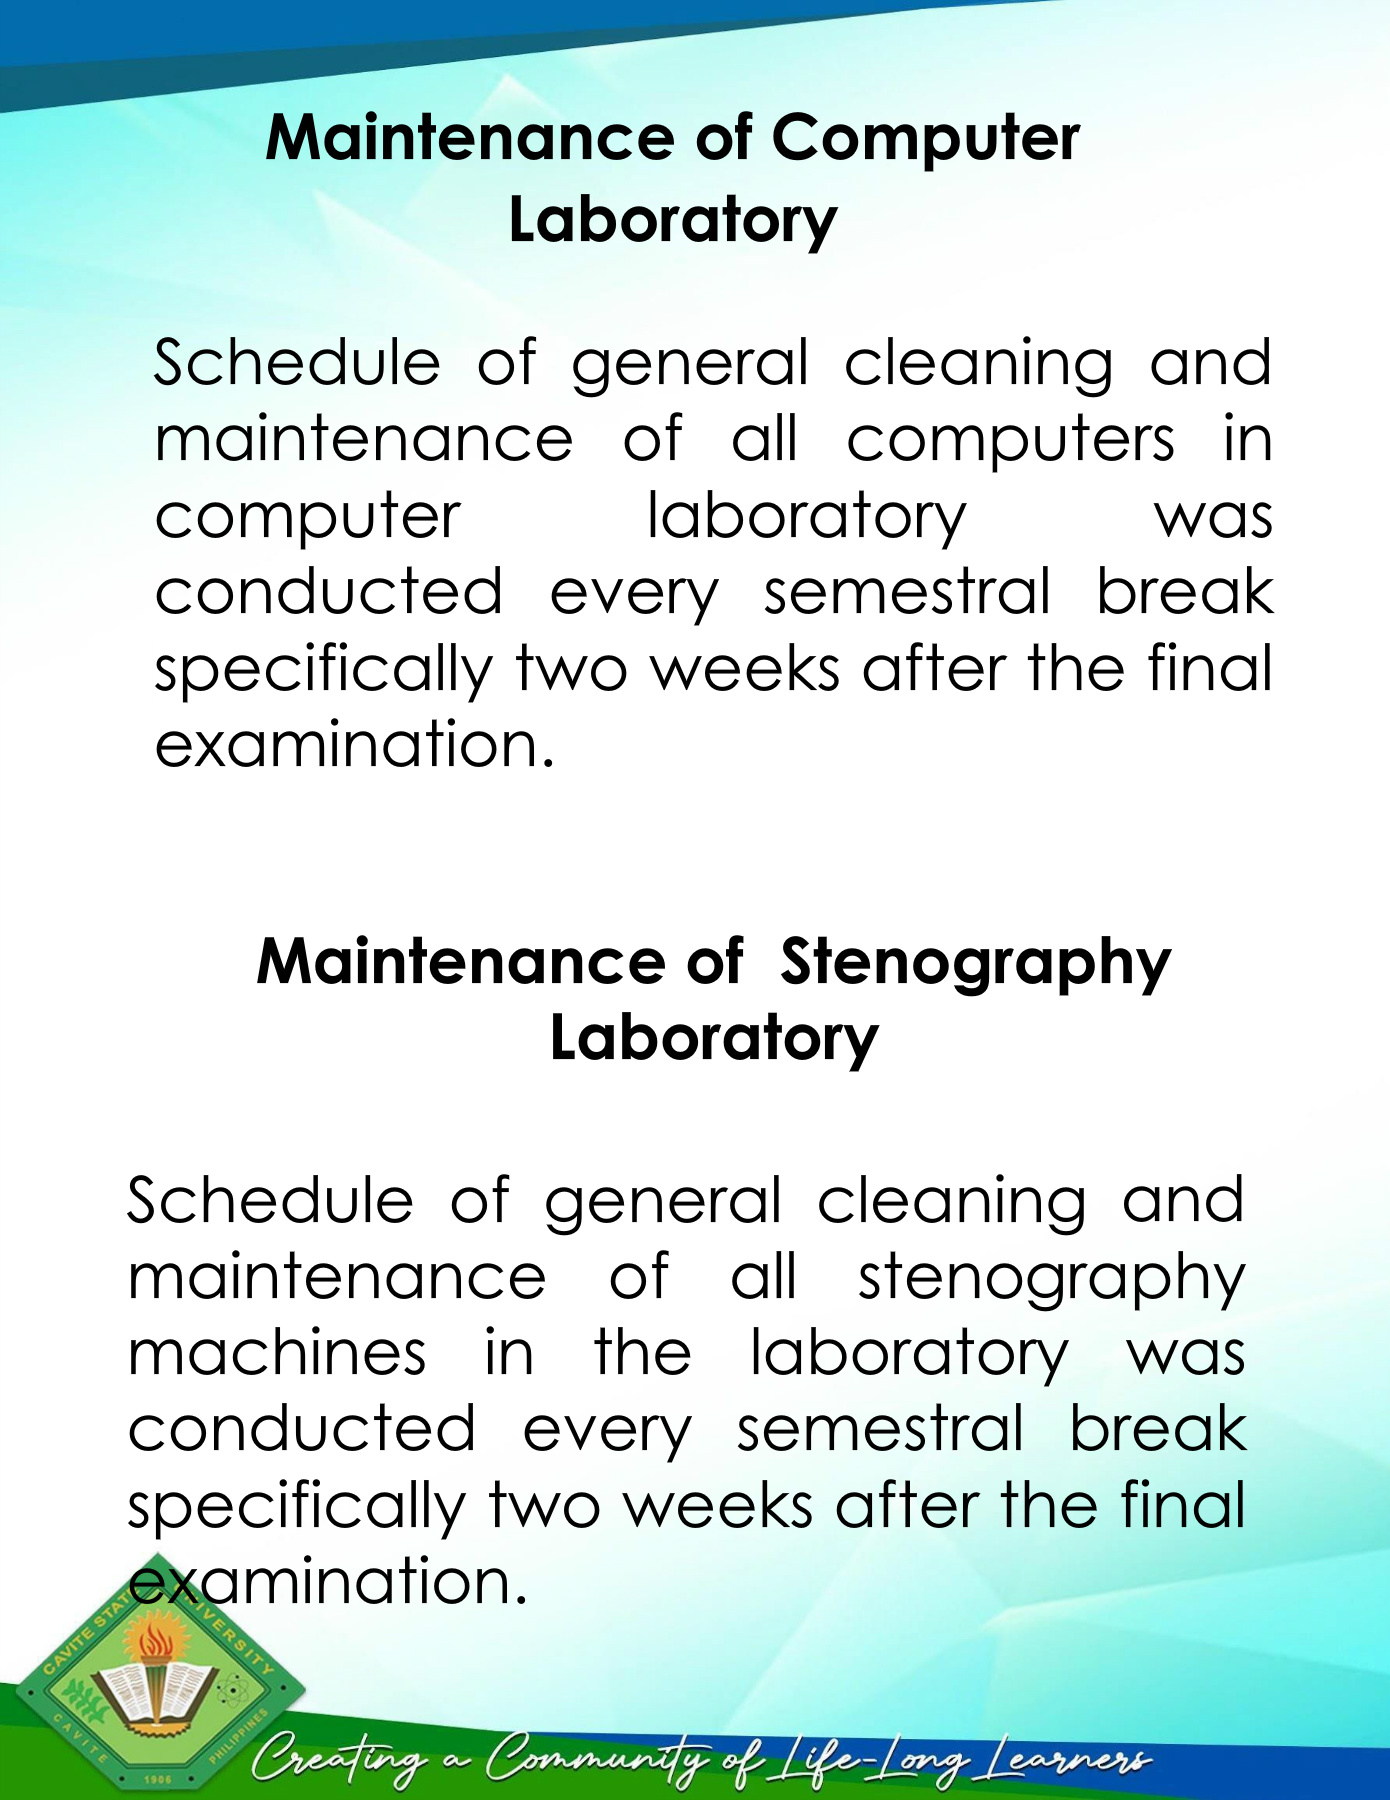 Maintenance of Computer
Laboratory
Schedule of general cleaning and
maintenance of all computers in
computer laboratory was
conducted every semestral break
specifically two weeks after the final
examination.
Maintenance of  Stenography
Laboratory
Schedule of general cleaning and
maintenance of all stenography
machines in the laboratory was
conducted every semestral break
specifically two weeks after the final
examination.
CAVITE STATE UNIVERSITY
CAVITE
PHILIPPINES
1906
Creating a Community of Life-Long Learners